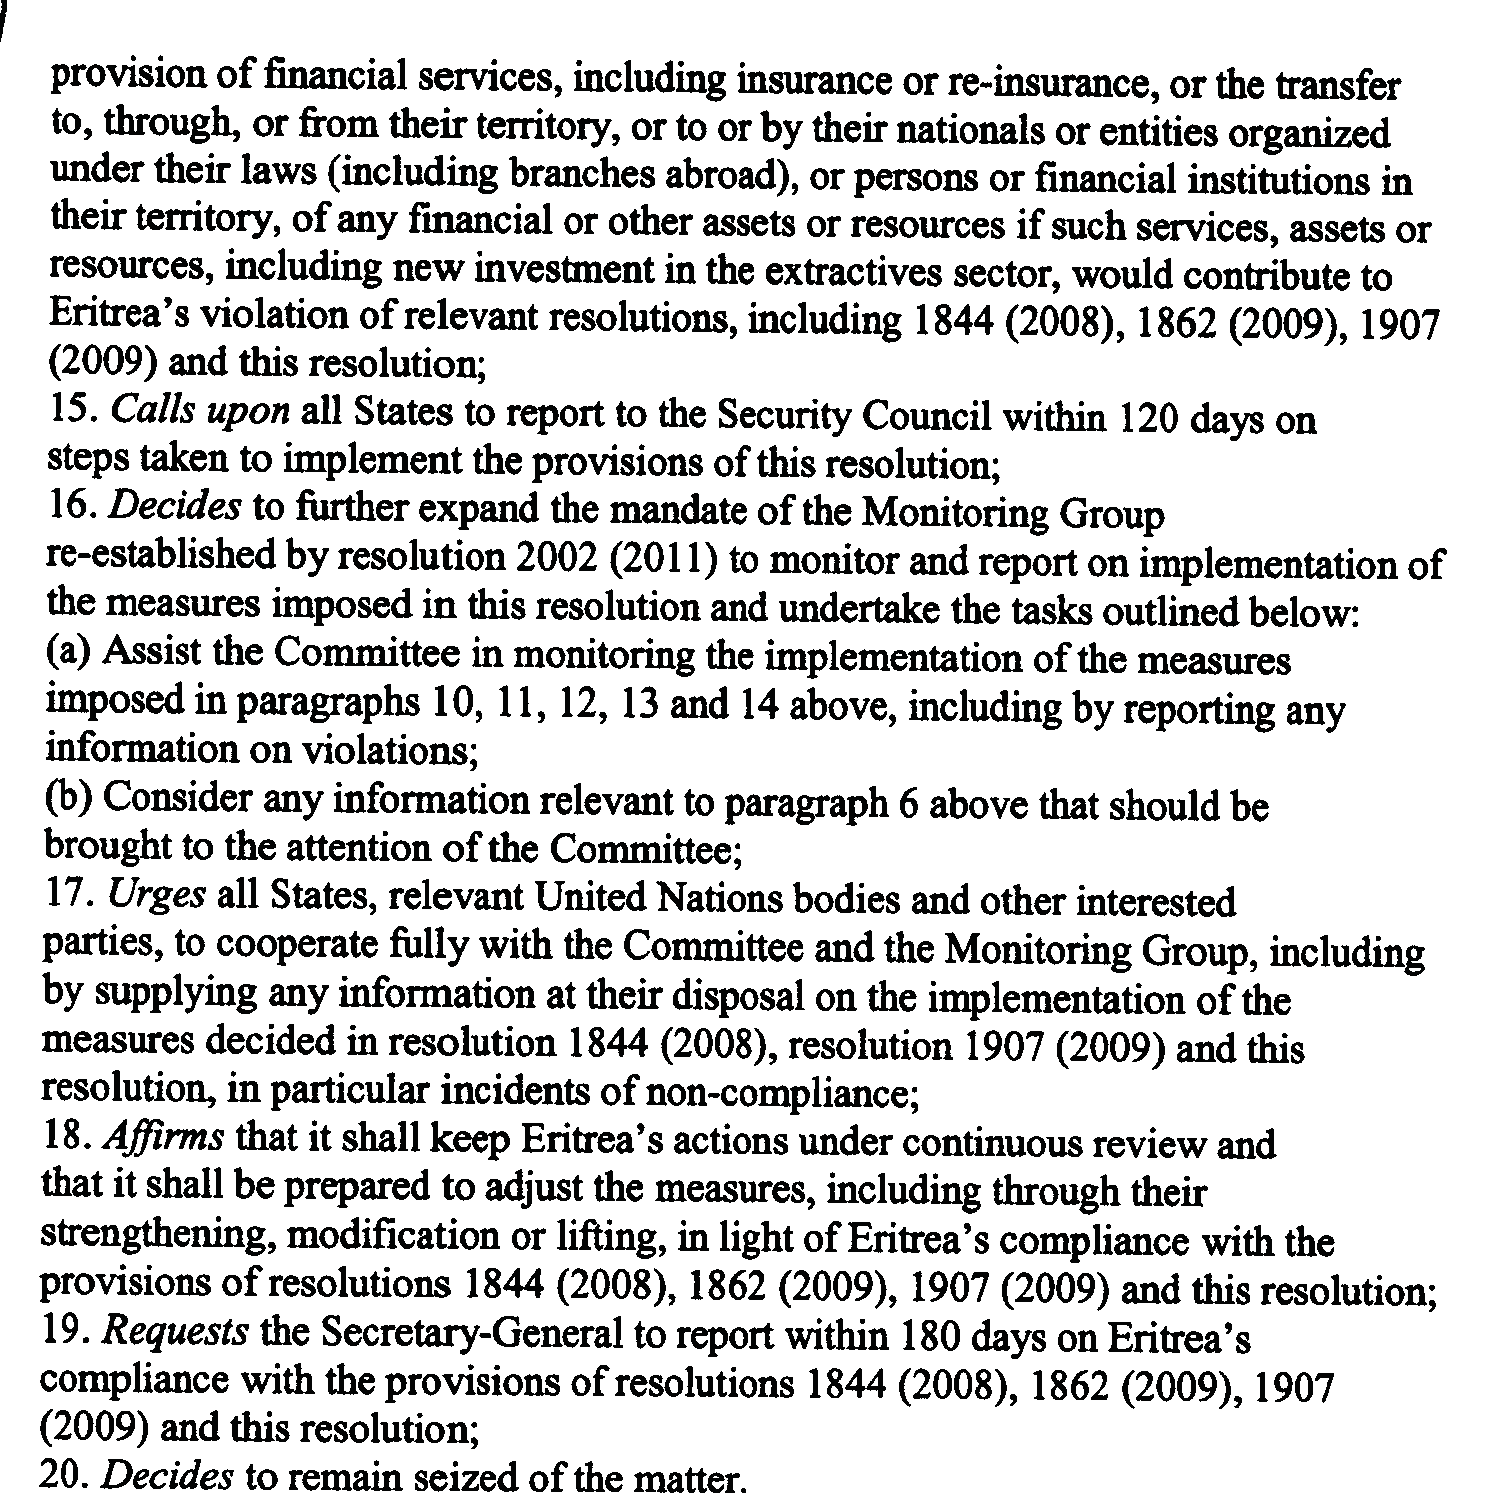 provision of financial services, including insurance or re-insurance, or the transfer
to, through, or from their territory, or to or by their nationals or entities organized
under their laws (including branches abroad), or persons or financial institutions in
their territory, of any financial or other assets or resources if such services, assets or
resources, including new investment in the extractives sector, would contribute to
Eritrea's violation of relevant resolutions, including 1844 (2008), 1862 (2009), 1907
(2009) and this resolution;
15. Calls upon all States to report to the Security Council within 120 days on
steps taken to implement the provisions of this resolution;
16. Decides to further expand the mandate of the Monitoring Group
re-established by resolution 2002 (2011) to monitor and report on implementation of
the measures imposed in this resolution and undertake the tasks outlined below:
(a) Assist the Committee in monitoring the implementation of the measures
imposed in paragraphs 10, 11, 12, 13 and 14 above, including by reporting any
information on violations;
(b) Consider any information relevant to paragraph 6 above that should be
brought to the attention of the Committee;
17. Urges all States, relevant United Nations bodies and other interested
parties, to cooperate fully with the Committee and the Monitoring Group, including
by supplying any information at their disposal on the implementation of the
measures decided in resolution 1844 (2008), resolution 1907 (2009) and this
resolution, in particular incidents of non-compliance;
18. Affirms that it shall keep Eritrea's actions under continuous review and
that it shall be prepared to adjust the measures, including through their
strengthening, modification or lifting, in light of Eritrea's compliance with the
provisions of resolutions 1844 (2008), 1862 (2009), 1907 (2009) and this resolution;
19. Requests the Secretary-General to report within 180 days on Eritrea's
compliance with the provisions of resolutions 1844 (2008), 1862 (2009), 1907
(2009) and this resolution;
20. Decides to remain seized of the matter.